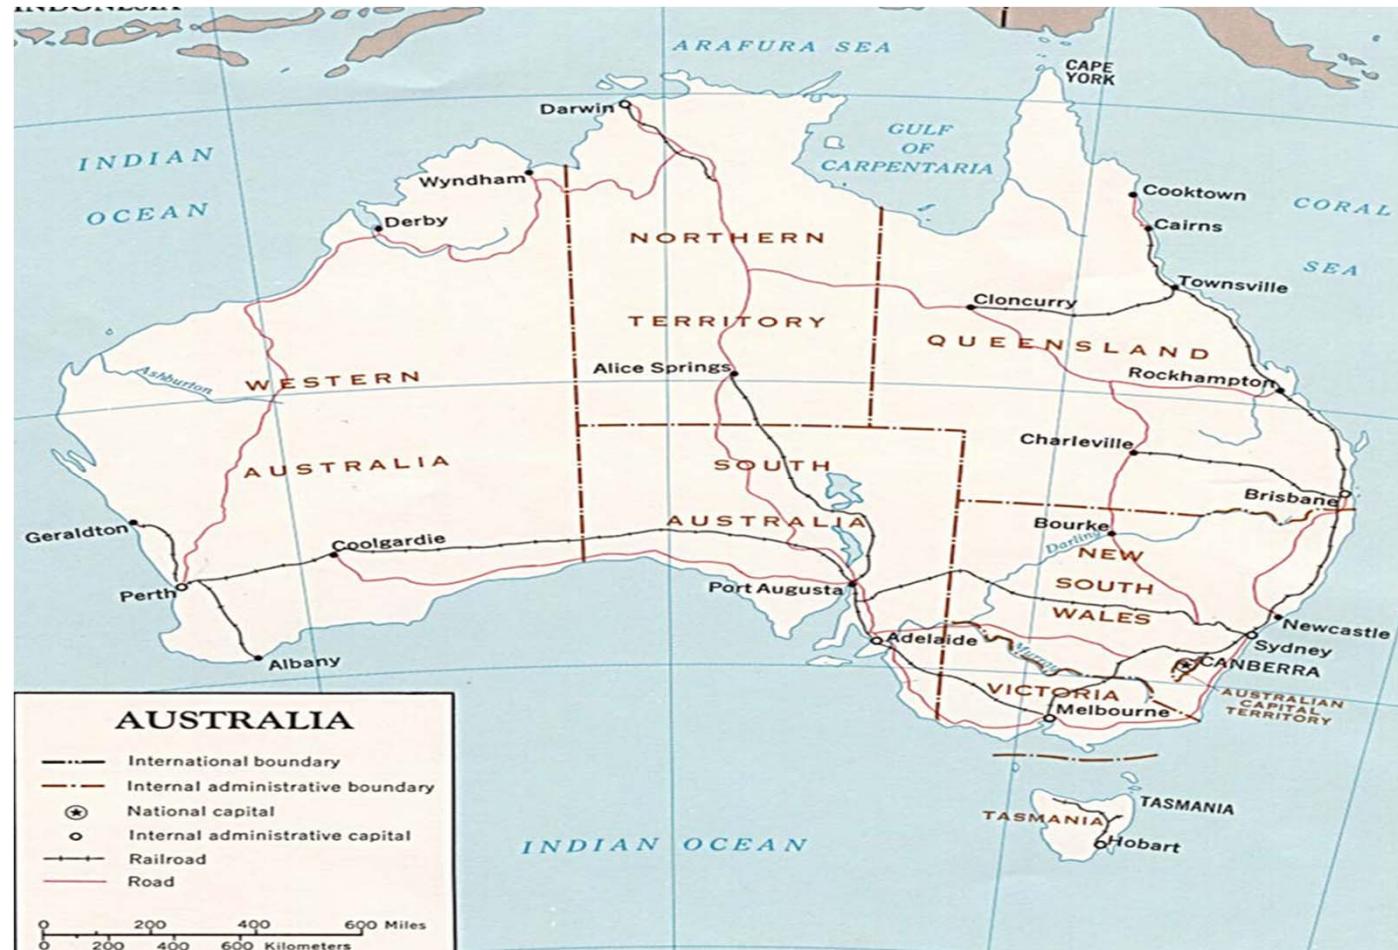 INDONESIA
ARAFURA SEA
CAPE
YORK
Darwin
GULF
OF
CARPENTARIA
INDIAN
OCEAN
Wyndham
Derby
Cooktown
CORAL
SEA
Cairns
NORTHERN
TERRITORY
Townsville
Cloncurry
QUEENSLAND
Alice Springs
Rockhampton
Ashburton
WESTERN
AUSTRALIA
Charleville
SOUTH
AUSTRALIA
Brisbane
Geraldton
Coolgardie
Bourke
Darling
NEW
SOUTH
WALES
Perth
Port Augusta
Newcastle
Adelaide
Sydney
Murray
CANBERRA
Albany
VICTORIA
AUSTRALIAN
CAPITAL
TERRITORY
Melbourne
TASMANIA
TASMANIA
Hobart
INDIAN OCEAN
AUSTRALIA
International boundary
Internal administrative boundary
National capital
Internal administrative capital
Railroad
Road
0 200 400 600 Miles
0 200 400 600 Kilometers